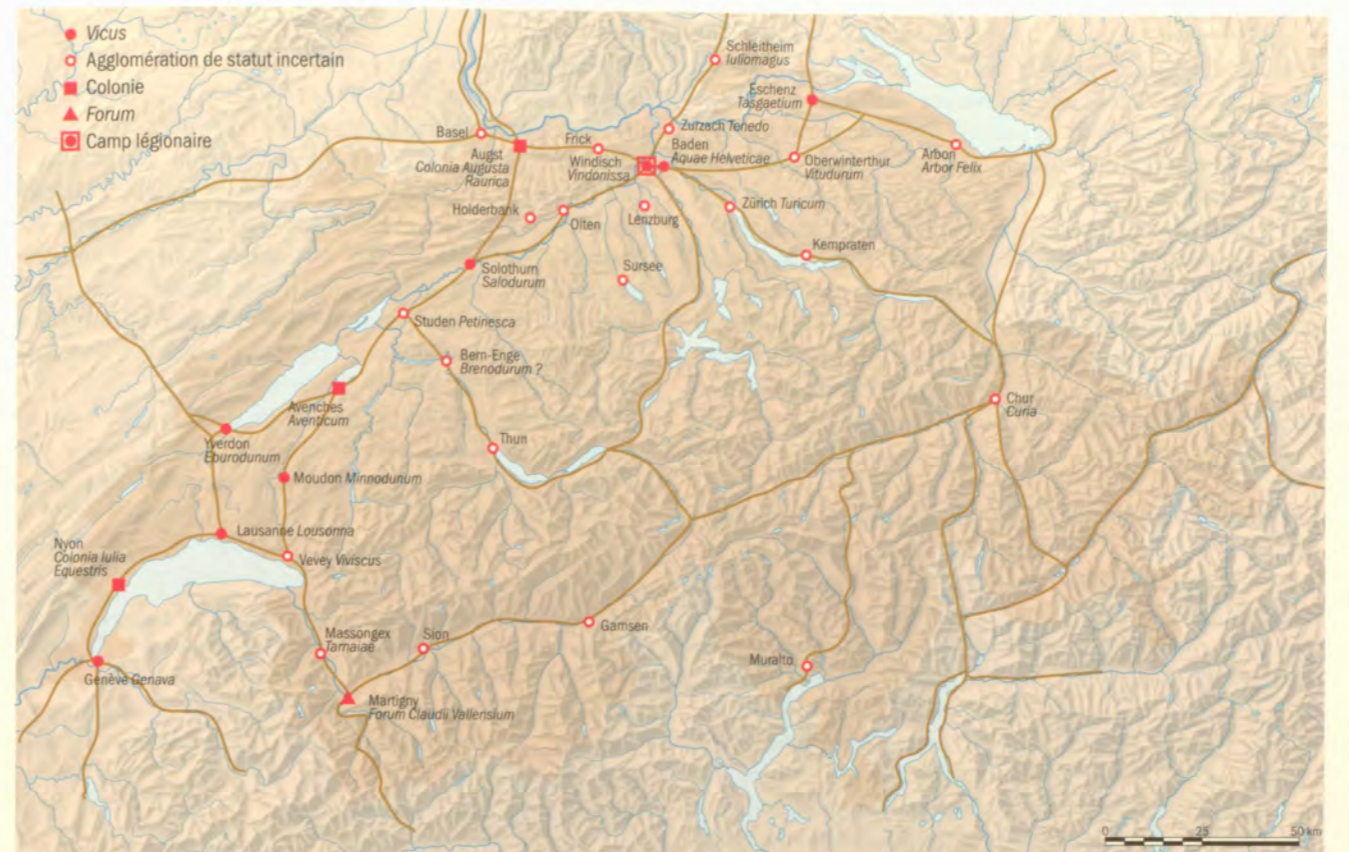 Vicus
Agglomération de statut incertain
Colonie
Forum
Camp légionaire
Schleitheim
Iuliomagus
Eschenz
Tasgaetium
Basel
Augst
Colonia Augusta
Raurica
Frick
Zurzach Tenedo
Windisch
Vindonissa
Baden
Aquae Helveticae
Oberwinterthur
Vitudurum
Arbon
Arbor Felix
Holderbank
Olten
Lenzburg
Zürich Turicum
Kempraten
Solothurn
Salodurum
Sursee
Studen Petinesca
Bern-Enge
Brenodurum ?
Avenches
Aventicum
Chur
Curia
Yverdon
Eburodunum
Thun
Moudon Minnodunum
Lausanne Lousonna
Nyon
Colonia Iulia
Equestris
Vevey Viviscus
Massongex
Tarnaiae
Sion
Gamsen
Muralto
Genève Genava
Martigny
Forum Claudii Vallensium
0 25 50 km